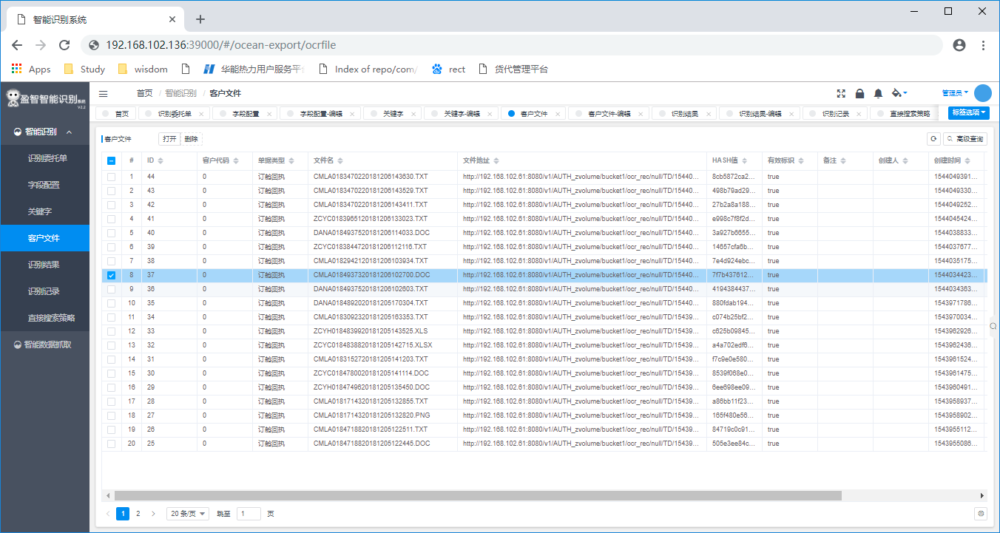 智能识别系统
192.168.102.136:39000/#/ocean-export/ocrfile
Apps Study wisdom 华能热力用户服务平台 Index of repo/com/ rect 货代管理平台
盈智智能识别系统 V2.2
首页 / 智能识别 / 客户文件 管理员
首页 识别委托单 字段配置 字段配置-编辑 关键字 关键字-编辑 客户文件 客户文件-编辑 识别结果 识别结果-编辑 识别记录 直接搜索策略 标签选项
智能识别
识别委托单
字段配置
关键字
客户文件
识别结果
识别记录
直接搜索策略
智能数据抓取
客户文件 打开 删除 高级查询
# ID 客户代码 单据类型 文件名 文件地址 HASH值 有效标识 备注 创建人 创建时间
1 44 0 订舱回执 CMLA0183470220181206143630.TXT http://192.168.102.61:8080/v1/AUTH_zvolume/bucket1/ocr_rec/null/TD/15440... 8cb5872ca2... true 1544049391...
2 43 0 订舱回执 CMLA0183470220181206143529.TXT http://192.168.102.61:8080/v1/AUTH_zvolume/bucket1/ocr_rec/null/TD/15440... 498b79ad29... true 1544049330...
3 42 0 订舱回执 CMLA0183470220181206143411.TXT http://192.168.102.61:8080/v1/AUTH_zvolume/bucket1/ocr_rec/null/TD/15440... 27b2a8a188... true 1544049252...
4 41 0 订舱回执 ZCYC0183965120181206133023.TXT http://192.168.102.61:8080/v1/AUTH_zvolume/bucket1/ocr_rec/null/TD/15440... e998c7f8f2d... true 1544045424...
5 40 0 订舱回执 DANA0184937520181206114033.DOC http://192.168.102.61:8080/v1/AUTH_zvolume/bucket1/ocr_rec/null/TD/15440... 3a927b6655... true 1544038833...
6 39 0 订舱回执 ZCYC0183844720181206112116.TXT http://192.168.102.61:8080/v1/AUTH_zvolume/bucket1/ocr_rec/null/TD/15440... 14657cfa6b... true 1544037677...
7 38 0 订舱回执 CMLA0182942120181206103934.TXT http://192.168.102.61:8080/v1/AUTH_zvolume/bucket1/ocr_rec/null/TD/15440... 7e4d924ebc... true 1544035175...
8 37 0 订舱回执 CMLA0184937320181206102700.DOC http://192.168.102.61:8080/v1/AUTH_zvolume/bucket1/ocr_rec/null/TD/15440... 7f7b437612... true 1544034423...
9 36 0 订舱回执 DANA0184937520181206102603.TXT http://192.168.102.61:8080/v1/AUTH_zvolume/bucket1/ocr_rec/null/TD/15440... 4194384437... true 1544034363...
10 35 0 订舱回执 DANA0184892020181205170304.TXT http://192.168.102.61:8080/v1/AUTH_zvolume/bucket1/ocr_rec/null/TD/15439... 880fdab194... true 1543971786...
11 34 0 订舱回执 CMLA0183092320181205163353.TXT http://192.168.102.61:8080/v1/AUTH_zvolume/bucket1/ocr_rec/null/TD/15439... c074b25bf2... true 1543970034...
12 33 0 订舱回执 ZCYH0184839920181205143525.XLS http://192.168.102.61:8080/v1/AUTH_zvolume/bucket1/ocr_rec/null/TD/15439... c625b09845... true 1543962926...
13 32 0 订舱回执 ZCYC0184838820181205142715.XLSX http://192.168.102.61:8080/v1/AUTH_zvolume/bucket1/ocr_rec/null/TD/15439... a4a702edf6... true 1543962436...
14 31 0 订舱回执 CMLA0183152720181205141203.TXT http://192.168.102.61:8080/v1/AUTH_zvolume/bucket1/ocr_rec/null/TD/15439... f7c9e0e580... true 1543961524...
15 30 0 订舱回执 ZCYC0184780020181205141114.DOC http://192.168.102.61:8080/v1/AUTH_zvolume/bucket1/ocr_rec/null/TD/15439... 8539f068e0... true 1543961475...
16 29 0 订舱回执 ZCYH0184749620181205135450.DOC http://192.168.102.61:8080/v1/AUTH_zvolume/bucket1/ocr_rec/null/TD/15439... 6ee698ee09... true 1543960491...
17 28 0 订舱回执 CMLA0181714320181205132855.TXT http://192.168.102.61:8080/v1/AUTH_zvolume/bucket1/ocr_rec/null/TD/15439... a86bb11f23... true 1543958937...
18 27 0 订舱回执 CMLA0181714320181205132820.PNG http://192.168.102.61:8080/v1/AUTH_zvolume/bucket1/ocr_rec/null/TD/15439... 165f480e56... true 1543958902...
19 26 0 订舱回执 CMLA0184718820181205122511.TXT http://192.168.102.61:8080/v1/AUTH_zvolume/bucket1/ocr_rec/null/TD/15439... 84719c0c91... true 1543955112...
20 25 0 订舱回执 CMLA0184718820181205122445.DOC http://192.168.102.61:8080/v1/AUTH_zvolume/bucket1/ocr_rec/null/TD/15439... 505e3ee84c... true 1543955086...
1 2 20 条/页 跳至 1 页